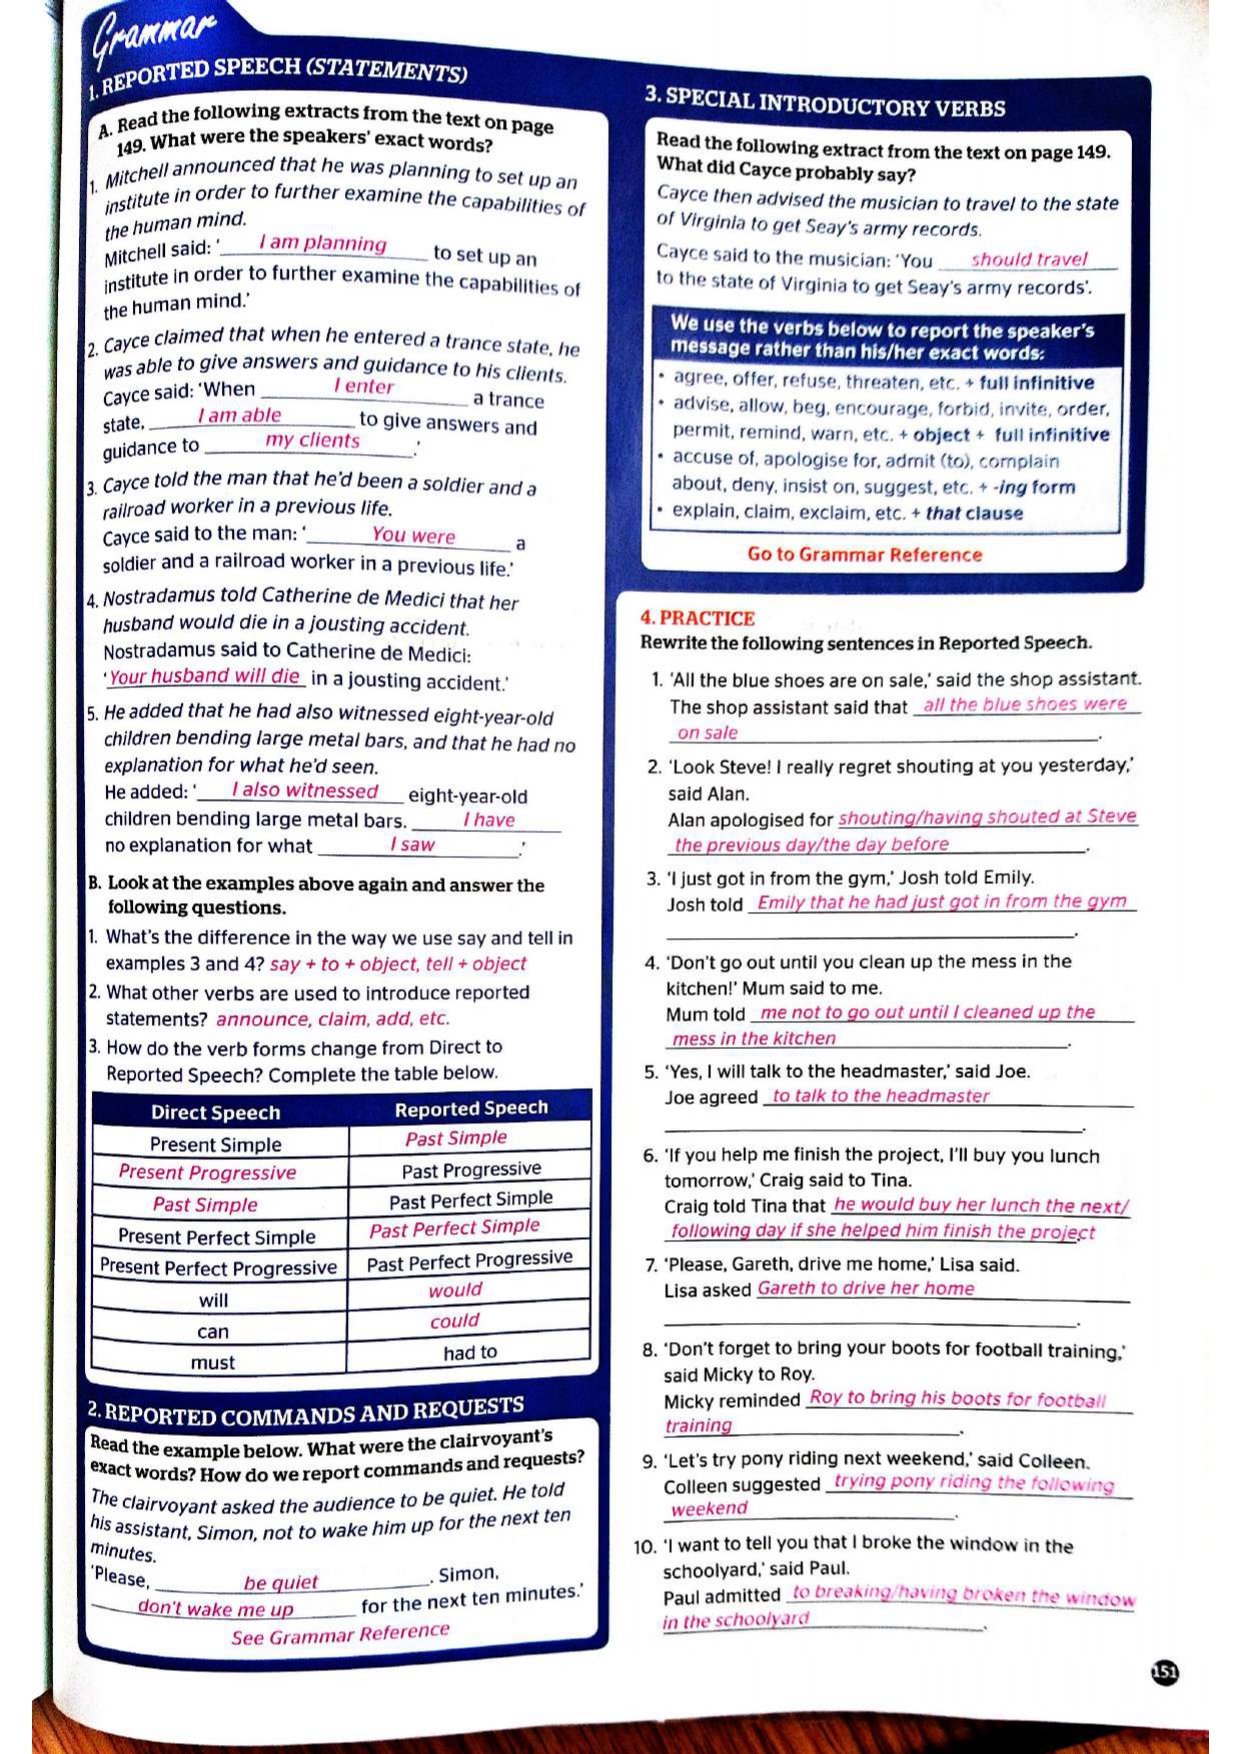 Grammar
1. REPORTED SPEECH (STATEMENTS)
A. Read the following extracts from the text on page
149. What were the speakers' exact words?
1. Mitchell announced that he was planning to set up an
institute in order to further examine the capabilities of
the human mind.
Mitchell said: 'I am planning to set up an
institute in order to further examine the capabilities of
the human mind.'
2. Cayce claimed that when he entered a trance state, he
was able to give answers and guidance to his clients.
Cayce said: 'When I enter a trance
state, I am able to give answers and
guidance to my clients.'
3. Cayce told the man that he'd been a soldier and a
railroad worker in a previous life.
Cayce said to the man: 'You were a
soldier and a railroad worker in a previous life.'
4. Nostradamus told Catherine de Medici that her
husband would die in a jousting accident.
Nostradamus said to Catherine de Medici:
'Your husband will die in a jousting accident.'
5. He added that he had also witnessed eight-year-old
children bending large metal bars, and that he had no
explanation for what he'd seen.
He added: 'I also witnessed eight-year-old
children bending large metal bars. I have
no explanation for what I saw.'
B. Look at the examples above again and answer the
following questions.
1. What's the difference in the way we use say and tell in
examples 3 and 4? say + to + object, tell + object
2. What other verbs are used to introduce reported
statements? announce, claim, add, etc.
3. How do the verb forms change from Direct to
Reported Speech? Complete the table below.
Direct Speech Reported Speech
Present Simple Past Simple
Present Progressive Past Progressive
Past Simple Past Perfect Simple
Present Perfect Simple Past Perfect Simple
Present Perfect Progressive Past Perfect Progressive
will would
can could
must had to
2. REPORTED COMMANDS AND REQUESTS
Read the example below. What were the clairvoyant's
exact words? How do we report commands and requests?
The clairvoyant asked the audience to be quiet. He told
his assistant, Simon, not to wake him up for the next ten
minutes.
'Please, be quiet. Simon,
don't wake me up for the next ten minutes.'
See Grammar Reference
3. SPECIAL INTRODUCTORY VERBS
Read the following extract from the text on page 149.
What did Cayce probably say?
Cayce then advised the musician to travel to the state
of Virginia to get Seay's army records.
Cayce said to the musician: 'You should travel
to the state of Virginia to get Seay's army records'.
We use the verbs below to report the speaker's
message rather than his/her exact words:
• agree, offer, refuse, threaten, etc. + full infinitive
• advise, allow, beg, encourage, forbid, invite, order,
permit, remind, warn, etc. + object + full infinitive
• accuse of, apologise for, admit (to), complain
about, deny, insist on, suggest, etc. + -ing form
• explain, claim, exclaim, etc. + that clause
Go to Grammar Reference
4. PRACTICE
Rewrite the following sentences in Reported Speech.
1. 'All the blue shoes are on sale,' said the shop assistant.
The shop assistant said that all the blue shoes were
on sale.
2. 'Look Steve! I really regret shouting at you yesterday,'
said Alan.
Alan apologised for shouting/having shouted at Steve
the previous day/the day before.
3. 'I just got in from the gym,' Josh told Emily.
Josh told Emily that he had just got in from the gym
.
4. 'Don't go out until you clean up the mess in the
kitchen!' Mum said to me.
Mum told me not to go out until I cleaned up the
mess in the kitchen.
5. 'Yes, I will talk to the headmaster,' said Joe.
Joe agreed to talk to the headmaster
.
6. 'If you help me finish the project, I'll buy you lunch
tomorrow,' Craig said to Tina.
Craig told Tina that he would buy her lunch the next/
following day if she helped him finish the project.
7. 'Please, Gareth, drive me home,' Lisa said.
Lisa asked Gareth to drive her home
.
8. 'Don't forget to bring your boots for football training,'
said Micky to Roy.
Micky reminded Roy to bring his boots for football
training.
9. 'Let's try pony riding next weekend,' said Colleen.
Colleen suggested trying pony riding the following
weekend.
10. 'I want to tell you that I broke the window in the
schoolyard,' said Paul.
Paul admitted to breaking/having broken the window
in the schoolyard.
151